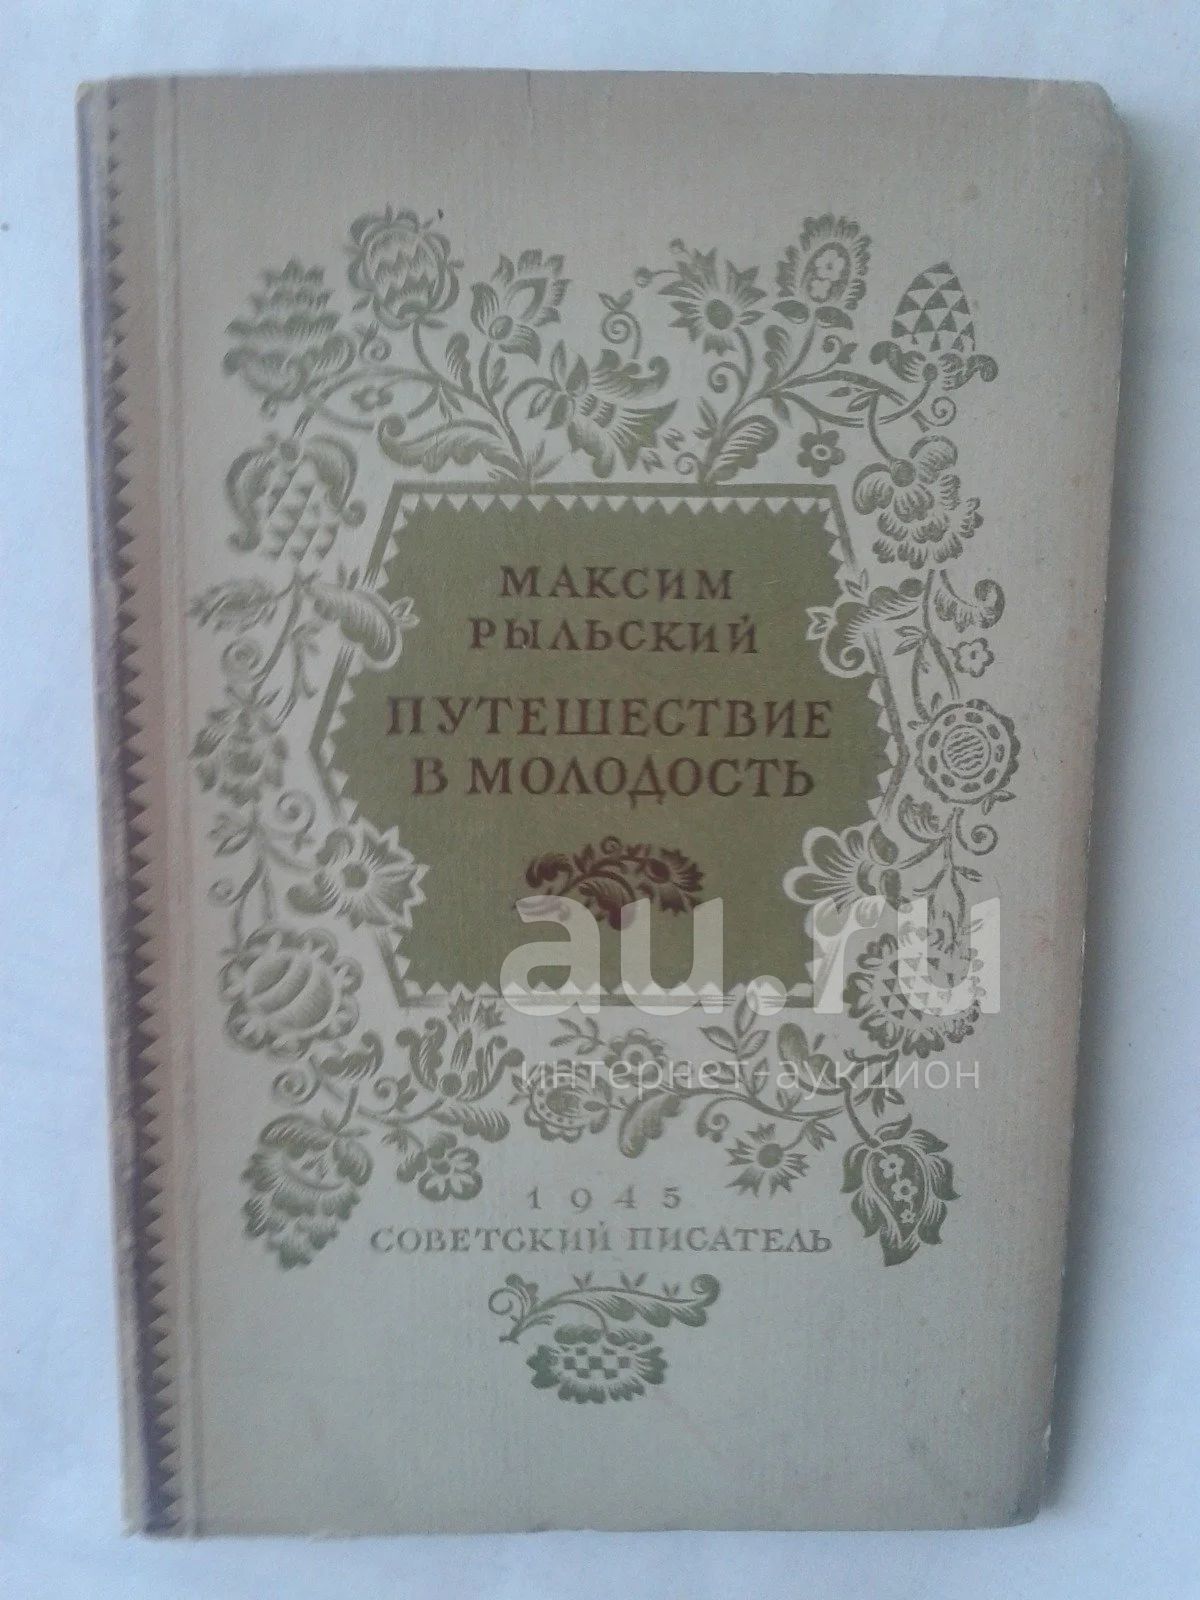 МАКСИМ
РЫЛЬСКИЙ
ПУТЕШЕСТВИЕ
В МОЛОДОСТЬ
au.ru
интернет-аукцион
1945
СОВЕТСКИЙ ПИСАТЕЛЬ